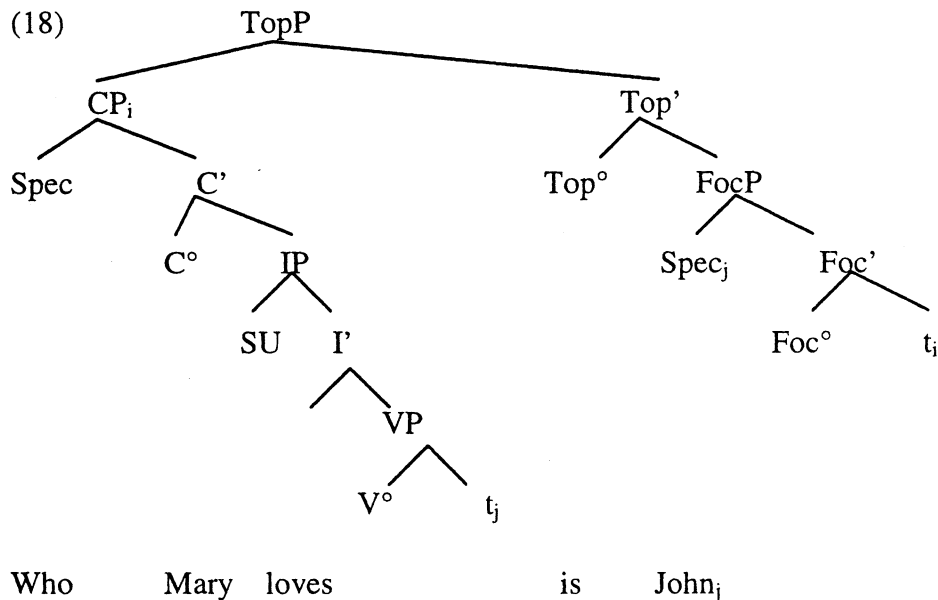 (18) TopP
CPᵢ Top’
Spec C’ Top° FocP
C° IP Specⱼ Foc’
SU I’ Foc° tᵢ
VP
V° tⱼ
Who Mary loves is Johnⱼ